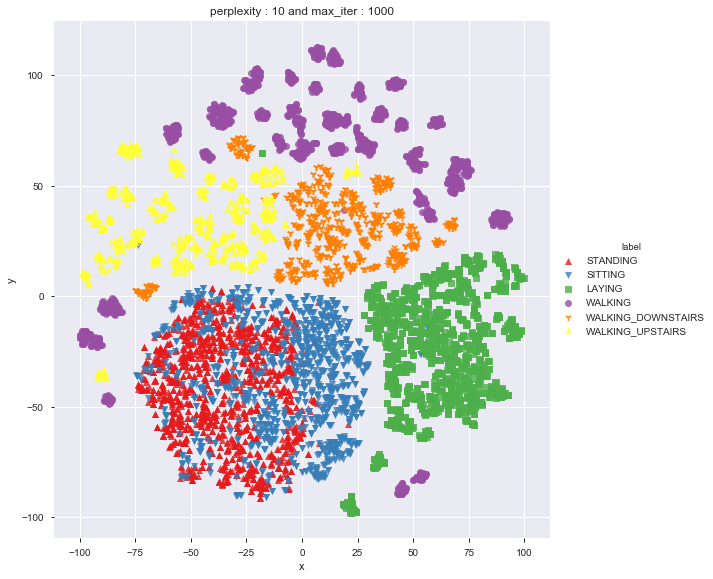 perplexity : 10 and max_iter : 1000
100
50
0
−50
−100
y
−100
−75
−50
−25
0
25
50
75
100
x
label
STANDING
SITTING
LAYING
WALKING
WALKING_DOWNSTAIRS
WALKING_UPSTAIRS